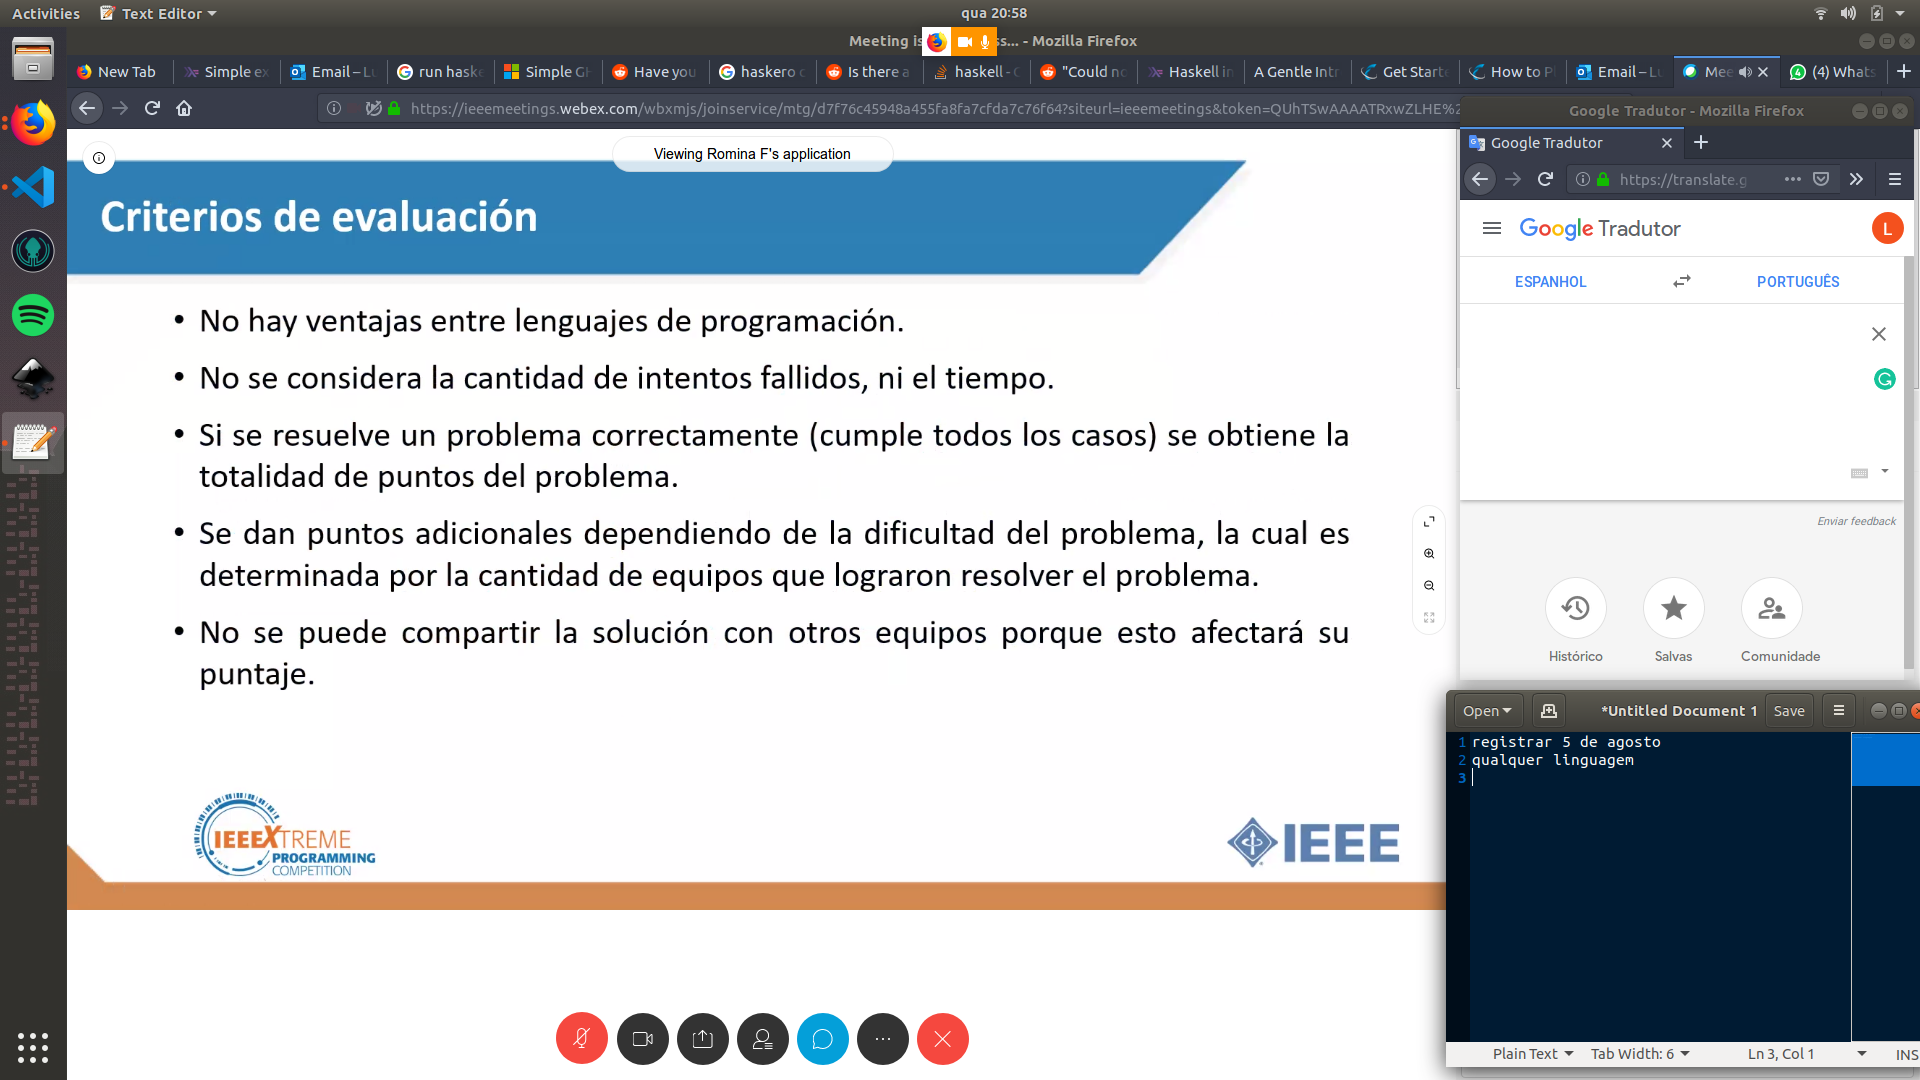 Activities
Text Editor
qua 20:58
Meeting is ss... - Mozilla Firefox
New Tab
Simple ex
Email – Lu
run haske
Simple GH
Have you
haskero c
Is there a
haskell -
"Could no
Haskell in
A Gentle Intr
Get Starte
How to P
Email – Lu
Mee
(4) Whats
https://ieeemeetings.webex.com/wbxmjs/joinservice/mtg/d7f76c45948a455fa8fa7cfda7c76f64?siteurl=ieeemeetings&token=QUhTSwAAAATRxwZLHE%2
Viewing Romina F's application
Criterios de evaluación
• No hay ventajas entre lenguajes de programación.
• No se considera la cantidad de intentos fallidos, ni el tiempo.
• Si se resuelve un problema correctamente (cumple todos los casos) se obtiene la
totalidad de puntos del problema.
• Se dan puntos adicionales dependiendo de la dificultad del problema, la cual es
determinada por la cantidad de equipos que lograron resolver el problema.
• No se puede compartir la solución con otros equipos porque esto afectará su
puntaje.
IEEEXTREME
PROGRAMMING
COMPETITION
IEEE
Google Tradutor - Mozilla Firefox
Google Tradutor
https://translate.g
Google Tradutor
L
ESPANHOL
PORTUGUÊS
Enviar feedback
Histórico
Salvas
Comunidade
Open
*Untitled Document 1
Save
1 registrar 5 de agosto
2 qualquer linguagem
3
Plain Text
Tab Width: 6
Ln 3, Col 1
INS